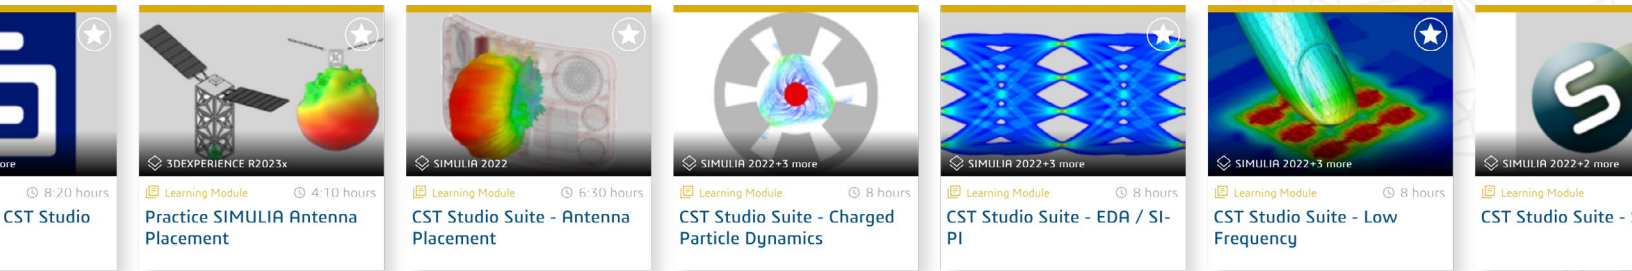 ore
8:20 hours
CST Studio
3DEXPERIENCE R2023x
Learning Module 4:10 hours
Practice SIMULIA Antenna
Placement
SIMULIA 2022
Learning Module 6:30 hours
CST Studio Suite - Antenna
Placement
SIMULIA 2022+3 more
Learning Module 8 hours
CST Studio Suite - Charged
Particle Dynamics
SIMULIA 2022+3 more
Learning Module 8 hours
CST Studio Suite - EDA / SI-
PI
SIMULIA 2022+3 more
Learning Module 8 hours
CST Studio Suite - Low
Frequency
SIMULIA 2022+2 more
Learning Module
CST Studio Suite -